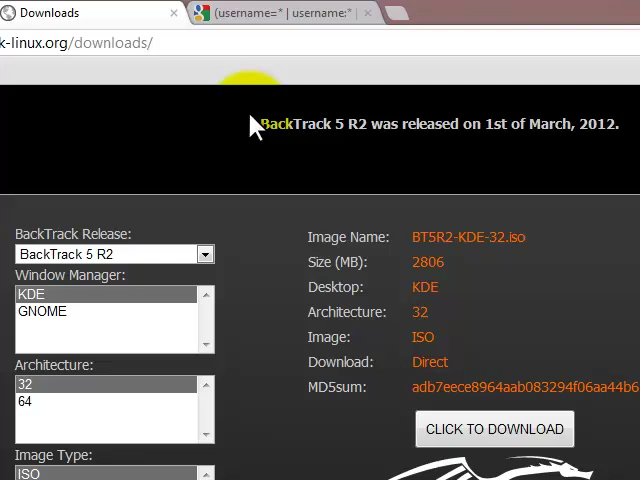 Downloads
(username=* | username:* |
k-linux.org/downloads/
BackTrack 5 R2 was released on 1st of March, 2012.
BackTrack Release:
BackTrack 5 R2
Window Manager:
KDE
GNOME
Architecture:
32
64
Image Type:
ISO
Image Name: BT5R2-KDE-32.iso
Size (MB): 2806
Desktop: KDE
Architecture: 32
Image: ISO
Download: Direct
MD5sum: adb7eece8964aab083294f06aa44b6
CLICK TO DOWNLOAD